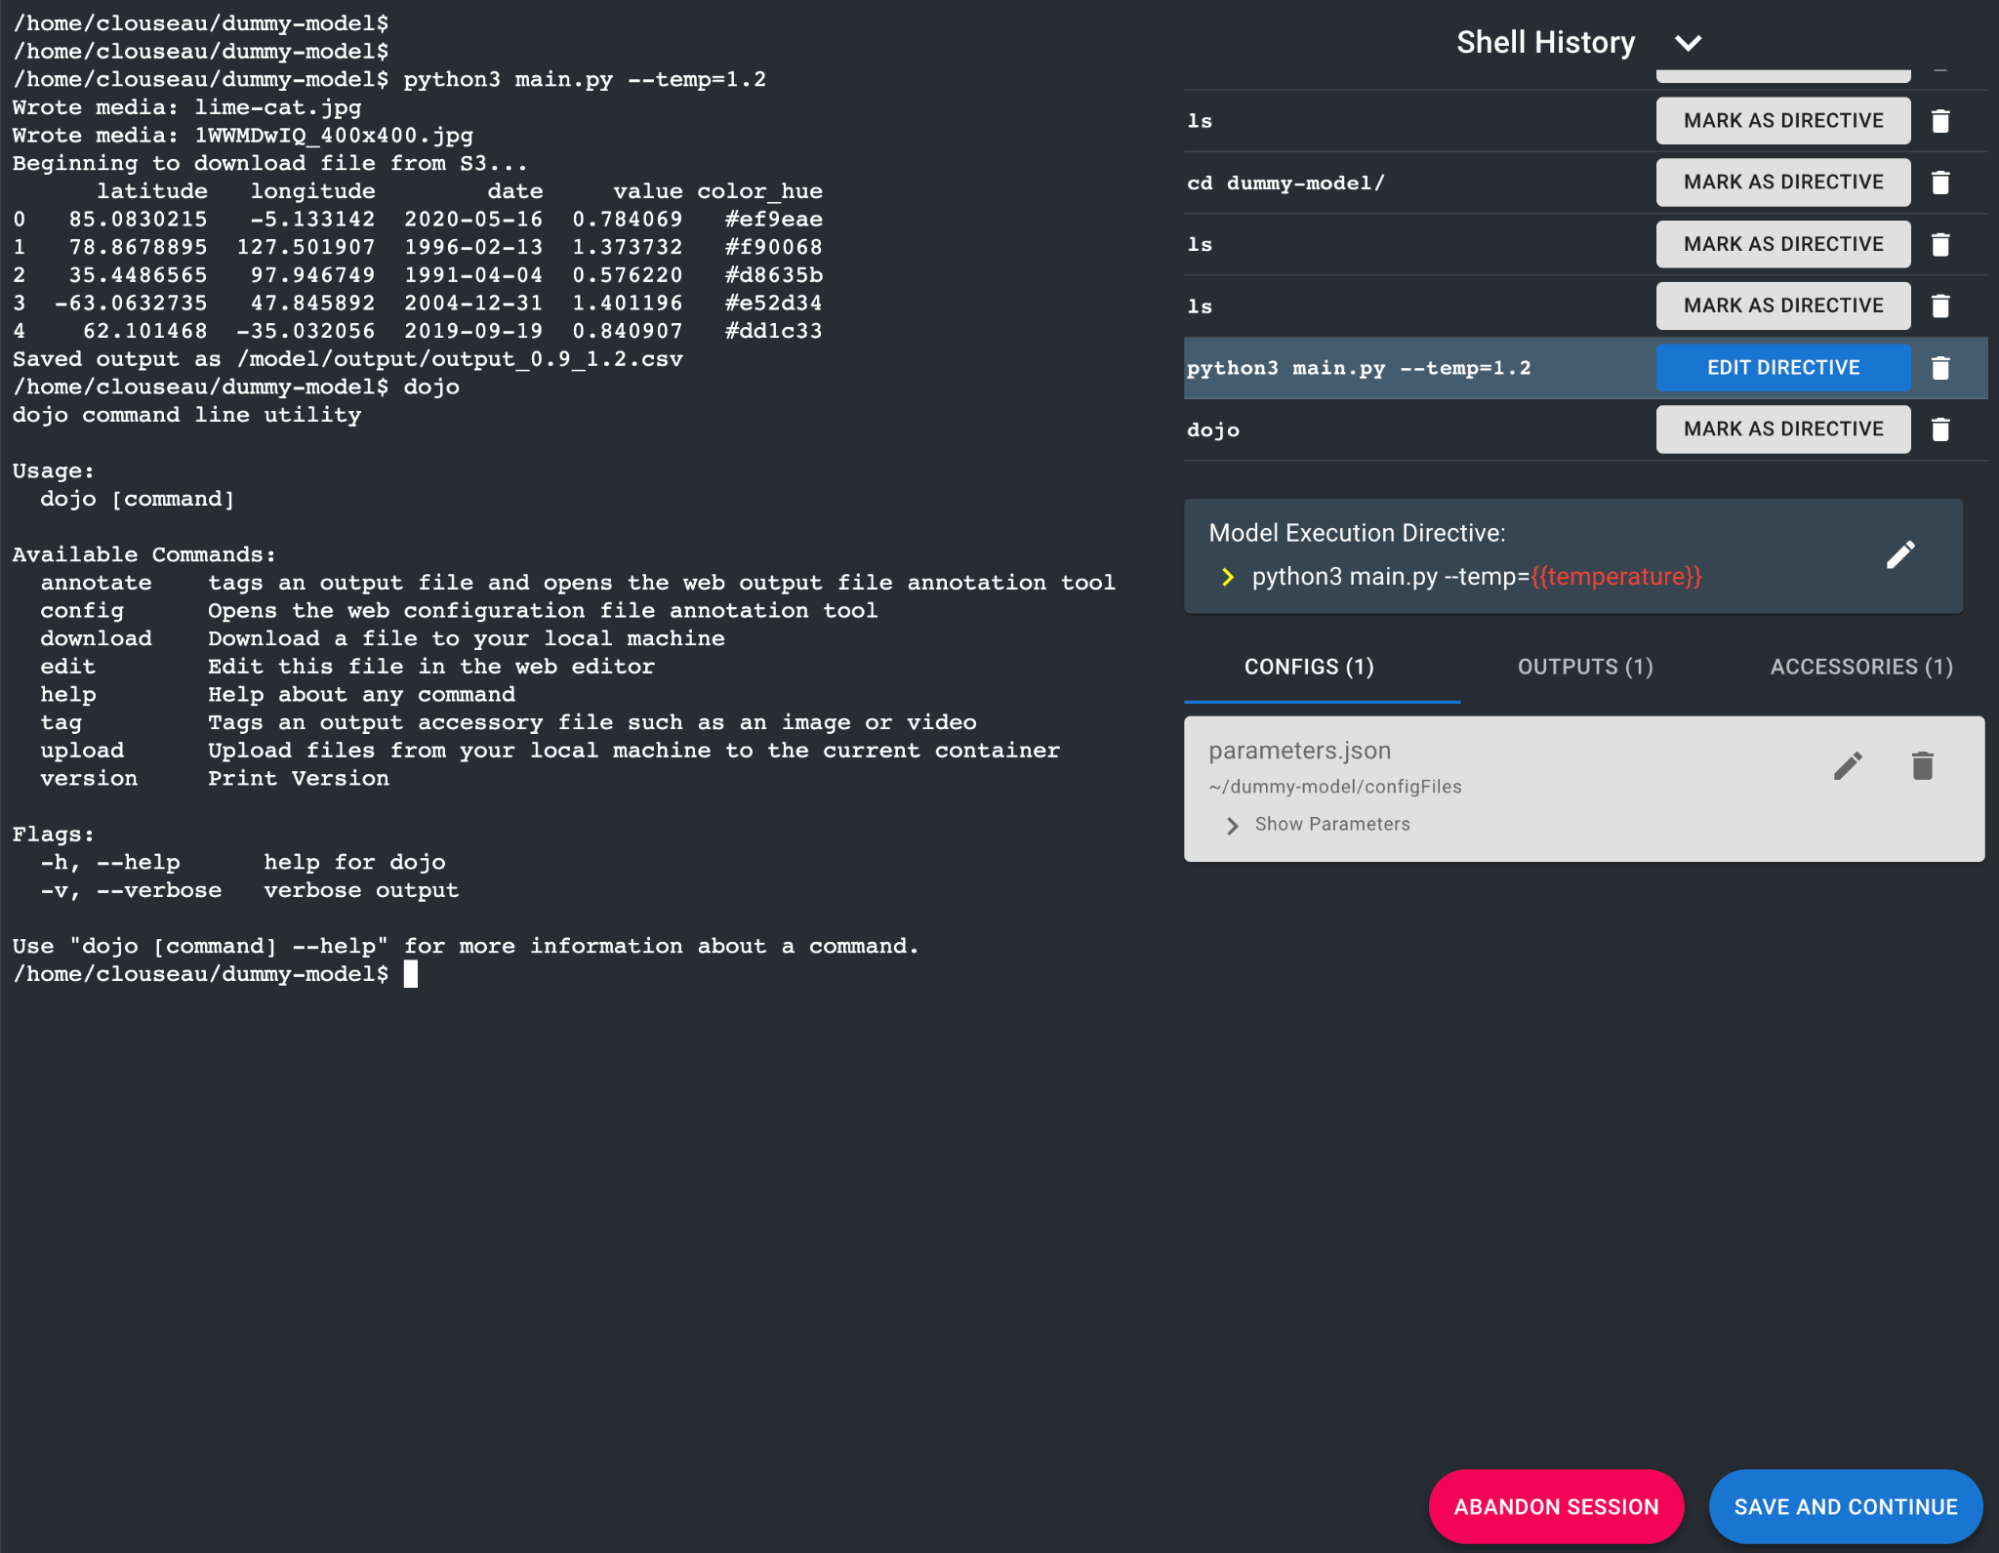 /home/clouseau/dummy-model$
/home/clouseau/dummy-model$
/home/clouseau/dummy-model$ python3 main.py --temp=1.2
Wrote media: lime-cat.jpg
Wrote media: 1WWMDwIQ_400x400.jpg
Beginning to download file from S3...
latitude longitude date value color_hue
0 85.0830215 -5.133142 2020-05-16 0.784069 #ef9eae
1 78.8678895 127.501907 1996-02-13 1.373732 #f90068
2 35.4486565 97.946749 1991-04-04 0.576220 #d8635b
3 -63.0632735 47.845892 2004-12-31 1.401196 #e52d34
4 62.101468 -35.032056 2019-09-19 0.840907 #dd1c33
Saved output as /model/output/output_0.9_1.2.csv
/home/clouseau/dummy-model$ dojo
dojo command line utility
Usage:
dojo [command]
Available Commands:
annotate tags an output file and opens the web output file annotation tool
config Opens the web configuration file annotation tool
download Download a file to your local machine
edit Edit this file in the web editor
help Help about any command
tag Tags an output accessory file such as an image or video
upload Upload files from your local machine to the current container
version Print Version
Flags:
-h, --help help for dojo
-v, --verbose verbose output
Use "dojo [command] --help" for more information about a command.
/home/clouseau/dummy-model$
Shell History
ls MARK AS DIRECTIVE
cd dummy-model/ MARK AS DIRECTIVE
ls MARK AS DIRECTIVE
ls MARK AS DIRECTIVE
python3 main.py --temp=1.2 EDIT DIRECTIVE
dojo MARK AS DIRECTIVE
Model Execution Directive:
python3 main.py --temp={{temperature}}
CONFIGS (1) OUTPUTS (1) ACCESSORIES (1)
parameters.json
~/dummy-model/configFiles
Show Parameters
ABANDON SESSION SAVE AND CONTINUE